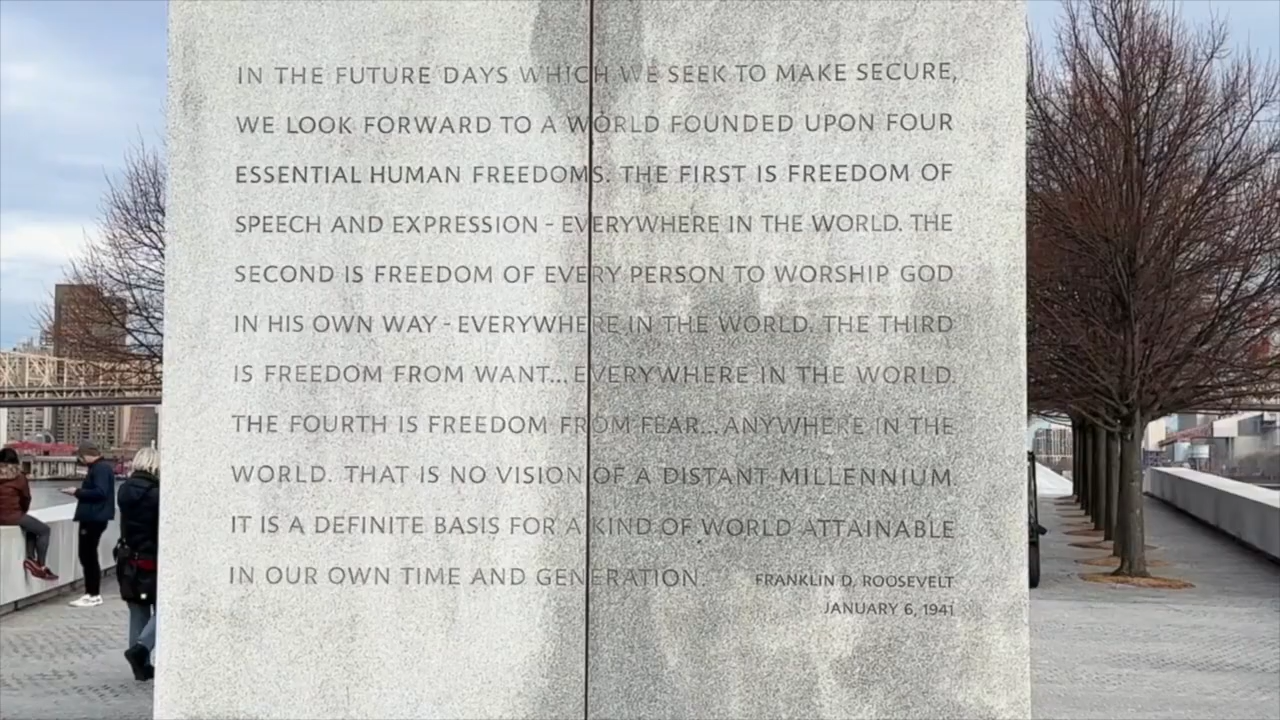 IN THE FUTURE DAYS WHICH WE SEEK TO MAKE SECURE,
WE LOOK FORWARD TO A WORLD FOUNDED UPON FOUR
ESSENTIAL HUMAN FREEDOMS. THE FIRST IS FREEDOM OF
SPEECH AND EXPRESSION - EVERYWHERE IN THE WORLD. THE
SECOND IS FREEDOM OF EVERY PERSON TO WORSHIP GOD
IN HIS OWN WAY - EVERYWHERE IN THE WORLD. THE THIRD
IS FREEDOM FROM WANT... EVERYWHERE IN THE WORLD.
THE FOURTH IS FREEDOM FROM FEAR... ANYWHERE IN THE
WORLD. THAT IS NO VISION OF A DISTANT MILLENNIUM.
IT IS A DEFINITE BASIS FOR A KIND OF WORLD ATTAINABLE
IN OUR OWN TIME AND GENERATION. FRANKLIN D. ROOSEVELT
JANUARY 6, 1941